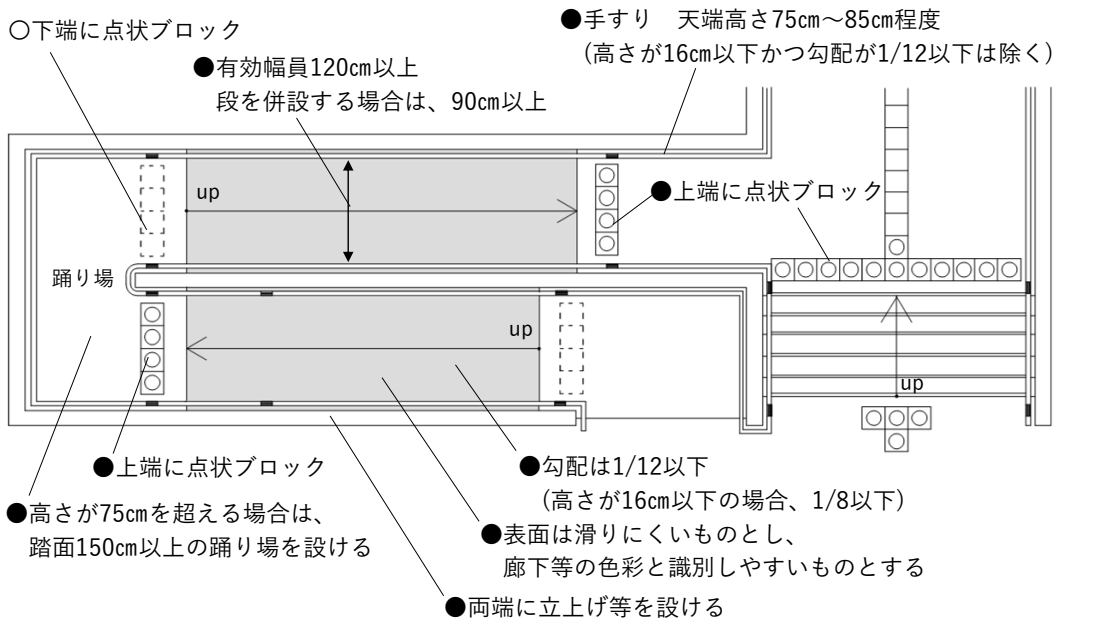 ○下端に点状ブロック
●手すり　天端高さ75㎝～85㎝程度
(高さが16㎝以下かつ勾配が1/12以下は除く)
●有効幅員120㎝以上
段を併設する場合は、90㎝以上
up
●上端に点状ブロック
踊り場
up
up
●上端に点状ブロック
●勾配は1/12以下
(高さが16㎝以下の場合、1/8以下)
●高さが75㎝を超える場合は、
踏面150㎝以上の踊り場を設ける
●表面は滑りにくいものとし、
廊下等の色彩と識別しやすいものとする
●両端に立上げ等を設ける